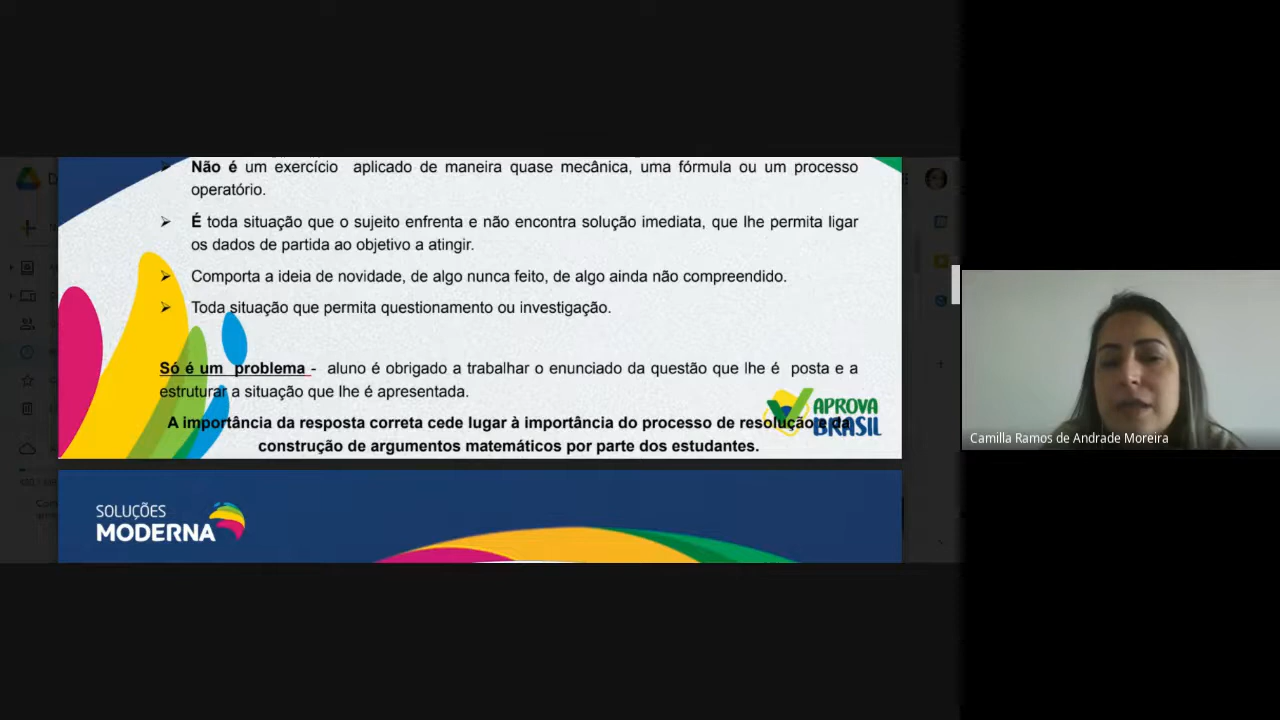 Não é um exercício aplicado de maneira quase mecânica, uma fórmula ou um processo
operatório.
É toda situação que o sujeito enfrenta e não encontra solução imediata, que lhe permita ligar
os dados de partida ao objetivo a atingir.
Comporta a ideia de novidade, de algo nunca feito, de algo ainda não compreendido.
Toda situação que permita questionamento ou investigação.
Só é um problema - aluno é obrigado a trabalhar o enunciado da questão que lhe é posta e a
estruturar a situação que lhe é apresentada.
A importância da resposta correta cede lugar à importância do processo de resolução e da
construção de argumentos matemáticos por parte dos estudantes.
APROVA
BRASIL
SOLUÇÕES
MODERNA
Camilla Ramos de Andrade Moreira